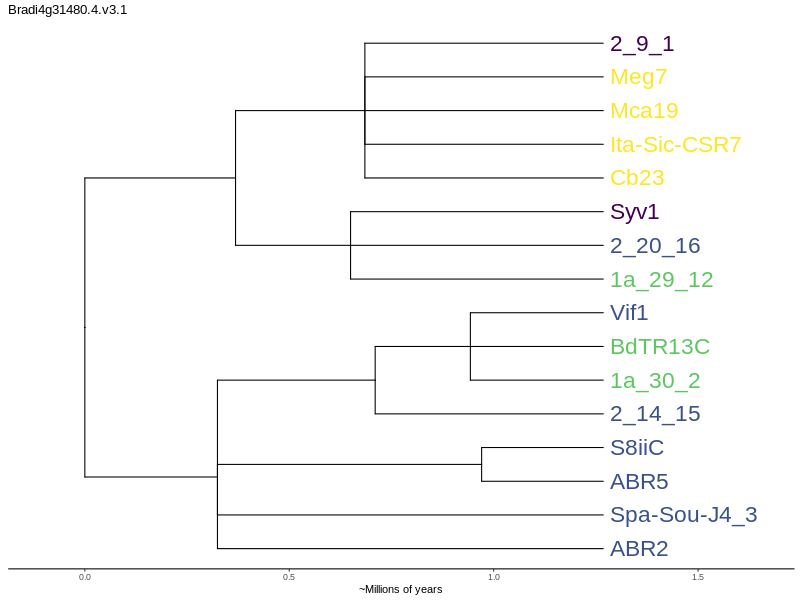 Bradi4g31480.4.v3.1
2_9_1
Meg7
Mca19
Ita-Sic-CSR7
Cb23
Syv1
2_20_16
1a_29_12
Vif1
BdTR13C
1a_30_2
2_14_15
S8iiC
ABR5
Spa-Sou-J4_3
ABR2
0.0 0.5 1.0 1.5
~Millions of years